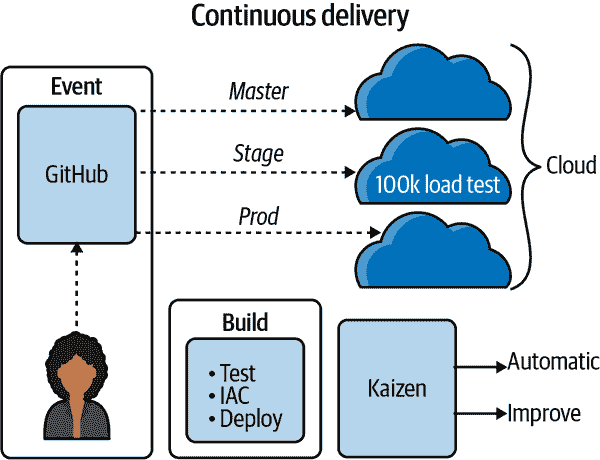 Continuous delivery
Event
GitHub
Master
Stage
Prod
100k load test
Cloud
Build
• Test
• IAC
• Deploy
Kaizen
Automatic
Improve